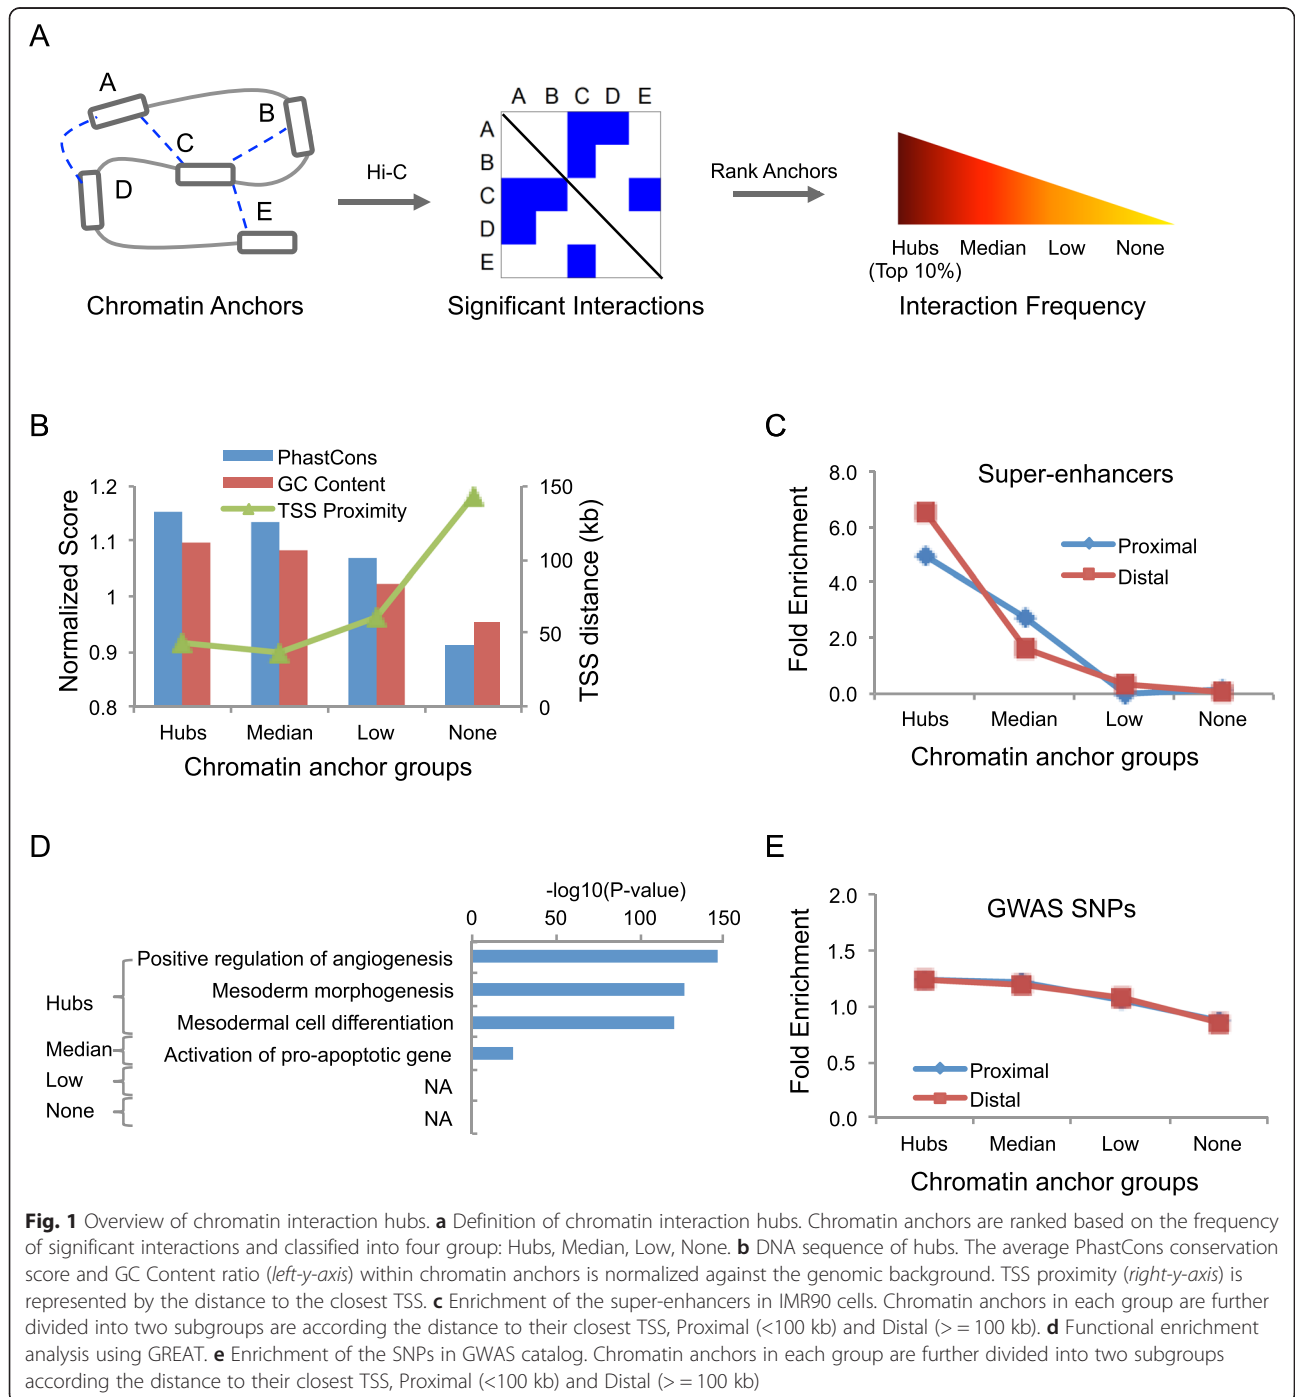 A
A
B
C
D
E
Chromatin Anchors
Hi-C
A B C D E
A
B
C
D
E
Significant Interactions
Rank Anchors
Hubs Median Low None
(Top 10%)
Interaction Frequency
B
PhastCons
GC Content
TSS Proximity
Normalized Score
1.2
1.1
1
0.9
0.8
150
100
50
0
TSS distance (kb)
Hubs Median Low None
Chromatin anchor groups
C
Super-enhancers
Proximal
Distal
Fold Enrichment
8.0
6.0
4.0
2.0
0.0
Hubs Median Low None
Chromatin anchor groups
D
-log10(P-value)
0 50 100 150
Hubs
Positive regulation of angiogenesis
Mesoderm morphogenesis
Mesodermal cell differentiation
Median
Activation of pro-apoptotic gene
Low
NA
None
NA
E
GWAS SNPs
Fold Enrichment
2.0
1.5
1.0
0.5
0.0
Proximal
Distal
Hubs Median Low None
Chromatin anchor groups
Fig. 1 Overview of chromatin interaction hubs. a Definition of chromatin interaction hubs. Chromatin anchors are ranked based on the frequency
of significant interactions and classified into four group: Hubs, Median, Low, None. b DNA sequence of hubs. The average PhastCons conservation
score and GC Content ratio (left-y-axis) within chromatin anchors is normalized against the genomic background. TSS proximity (right-y-axis) is
represented by the distance to the closest TSS. c Enrichment of the super-enhancers in IMR90 cells. Chromatin anchors in each group are further
divided into two subgroups are according the distance to their closest TSS, Proximal (<100 kb) and Distal (> = 100 kb). d Functional enrichment
analysis using GREAT. e Enrichment of the SNPs in GWAS catalog. Chromatin anchors in each group are further divided into two subgroups
according the distance to their closest TSS, Proximal (<100 kb) and Distal (> = 100 kb)